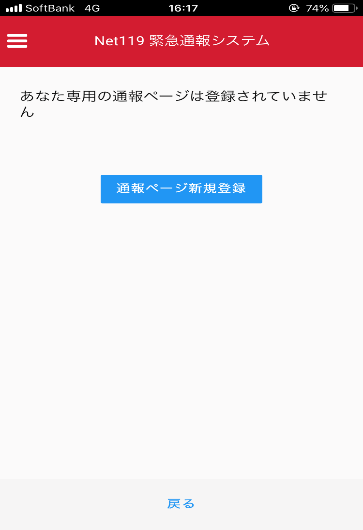 SoftBank 4G 16:17 74%
Net119 緊急通報システム
あなた専用の通報ページは登録されていませ
ん
通報ページ新規登録
戻る